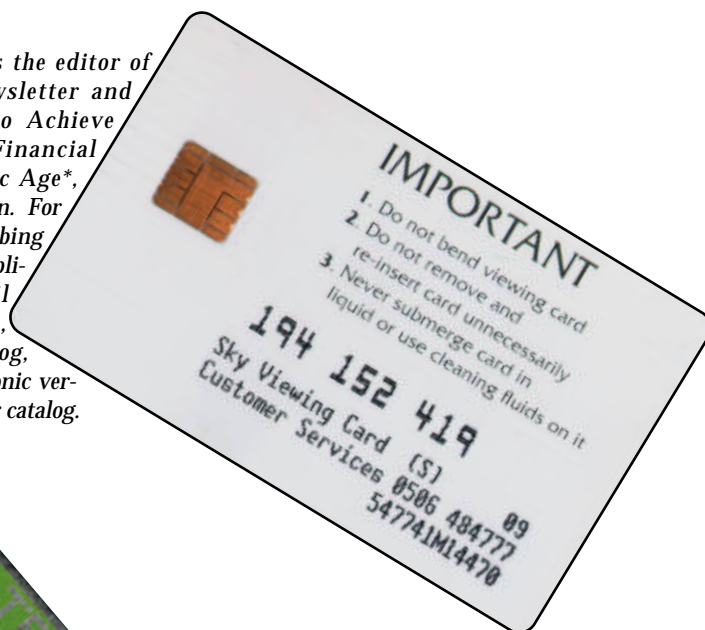 s the editor of
sletter and
o Achieve
Financial
c Age*,
n. For
bing
pli-
l
,
og,
onic ver-
r catalog.
IMPORTANT
1. Do not bend viewing card
2. Do not remove and
re-insert card unnecessarily
3. Never submerge card in
liquid or use cleaning fluids on it
194 152 419
Sky Viewing Card (S) 09
Customer Services 0506 484777
547741M14470